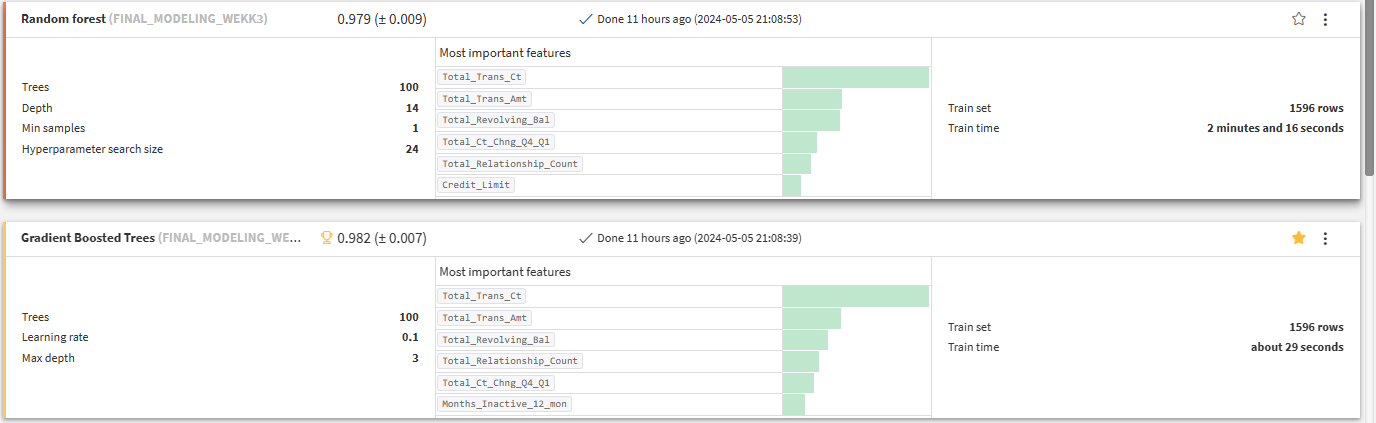 Random forest (FINAL_MODELING_WEKK3) 0.979 (± 0.009) Done 11 hours ago (2024-05-05 21:08:53)
Most important features
Trees 100
Depth 14
Min samples 1
Hyperparameter search size 24
Total_Trans_Ct
Total_Trans_Amt
Total_Revolving_Bal
Total_Ct_Chng_Q4_Q1
Total_Relationship_Count
Credit_Limit
Train set 1596 rows
Train time 2 minutes and 16 seconds
Gradient Boosted Trees (FINAL_MODELING_WE... 0.982 (± 0.007) Done 11 hours ago (2024-05-05 21:08:39)
Most important features
Trees 100
Learning rate 0.1
Max depth 3
Total_Trans_Ct
Total_Trans_Amt
Total_Revolving_Bal
Total_Relationship_Count
Total_Ct_Chng_Q4_Q1
Months_Inactive_12_mon
Train set 1596 rows
Train time about 29 seconds